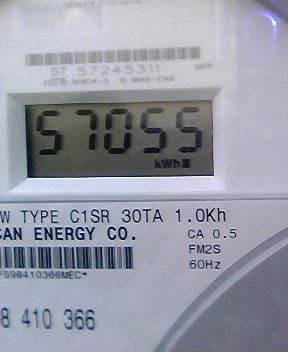 07 57245311
57055
kWh
W TYPE C1SR 30TA 1.0Kh
CAN ENERGY CO.
CA 0.5
FM2S
60Hz
FS98410366MEC*
8 410 366